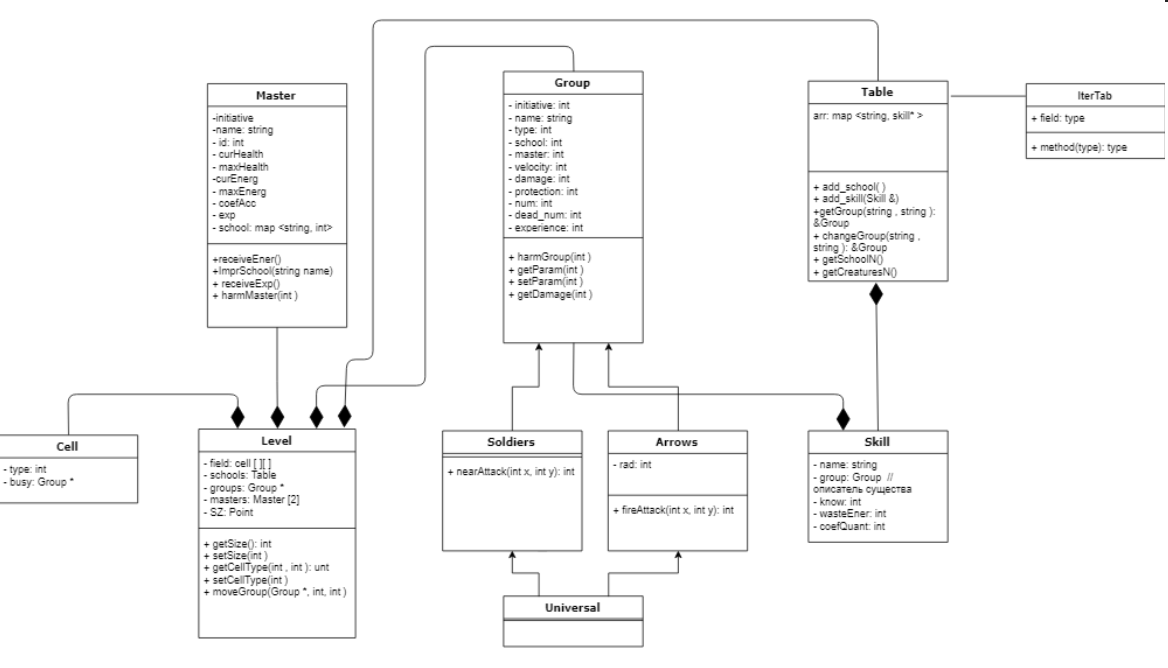 Master
-initiative
-name: string
- id: int
- curHealth
- maxHealth
-curEnerg
- maxEnerg
- coefAcc
- exp
- school: map <string, int>
+receiveEner()
+ImprSchool(string name)
+ receiveExp()
+ harmMaster(int )
Group
- initiative: int
- name: string
- type: int
- school: int
- master: int
- velocity: int
- damage: int
- protection: int
- num: int
- dead_num: int
- experience: int
+ harmGroup(int )
+ getParam(int )
+ setParam(int )
+ getDamage(int )
Table
arr: map <string, skill* >
+ add_school( )
+ add_skill(Skill &)
+getGroup(string , string ):
&Group
+ changeGroup(string ,
string ): &Group
+ getSchoolN()
+ getCreaturesN()
IterTab
+ field: type
+ method(type): type
Cell
- type: int
- busy: Group *
Level
- field: cell [ ][ ]
- schools: Table
- groups: Group *
- masters: Master [2]
- SZ: Point
+ getSize(): int
+ setSize(int )
+ getCellType(int , int ): unt
+ setCellType(int )
+ moveGroup(Group *, int, int )
Soldiers
+ nearAttack(int x, int y): int
Arrows
- rad: int
+ fireAttack(int x, int y): int
Skill
- name: string
- group: Group  //
описатель существа
- know: int
- wasteEner: int
- coefQuant: int
Universal